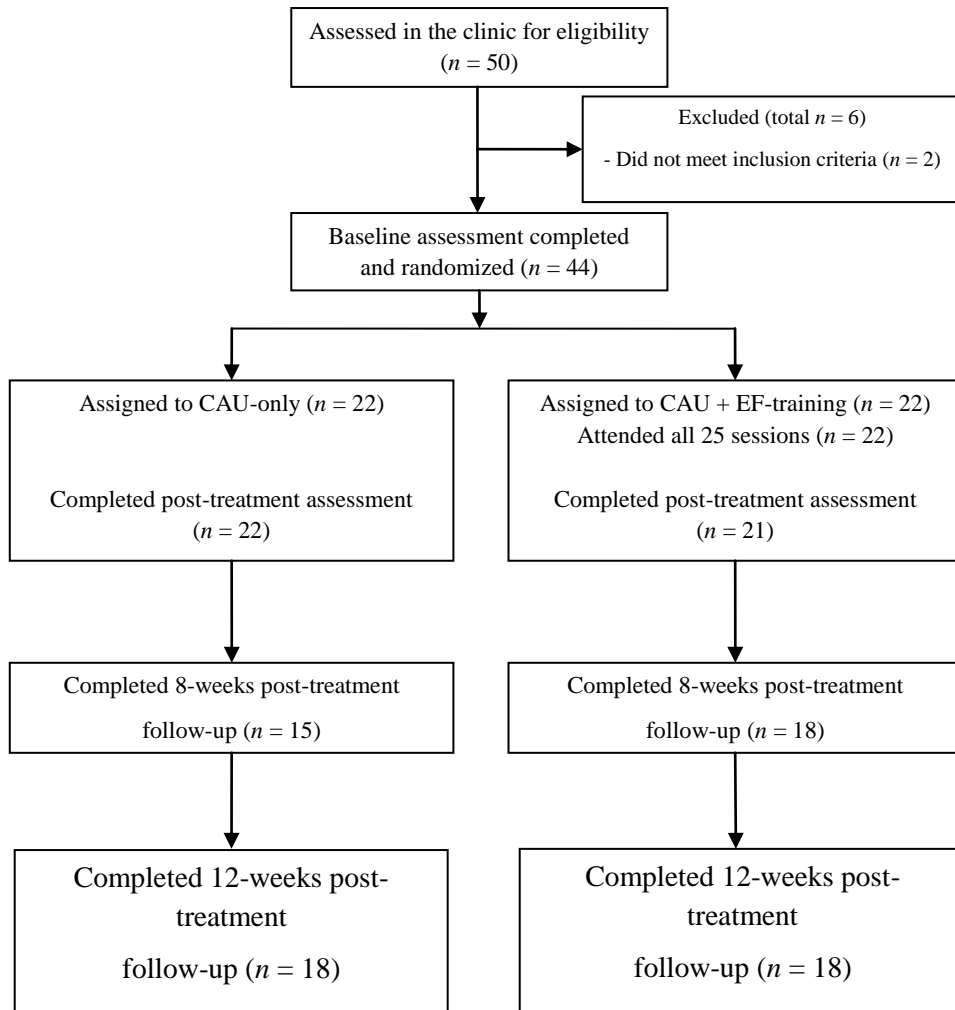 Assessed in the clinic for eligibility
(n = 50)
Excluded (total n = 6)
- Did not meet inclusion criteria (n = 2)
Baseline assessment completed
and randomized (n = 44)
Assigned to CAU-only (n = 22)
Completed post-treatment assessment
(n = 22)
Assigned to CAU + EF-training (n = 22)
Attended all 25 sessions (n = 22)
Completed post-treatment assessment
(n = 21)
Completed 8-weeks post-treatment
follow-up (n = 15)
Completed 8-weeks post-treatment
follow-up (n = 18)
Completed 12-weeks post-
treatment
follow-up (n = 18)
Completed 12-weeks post-
treatment
follow-up (n = 18)